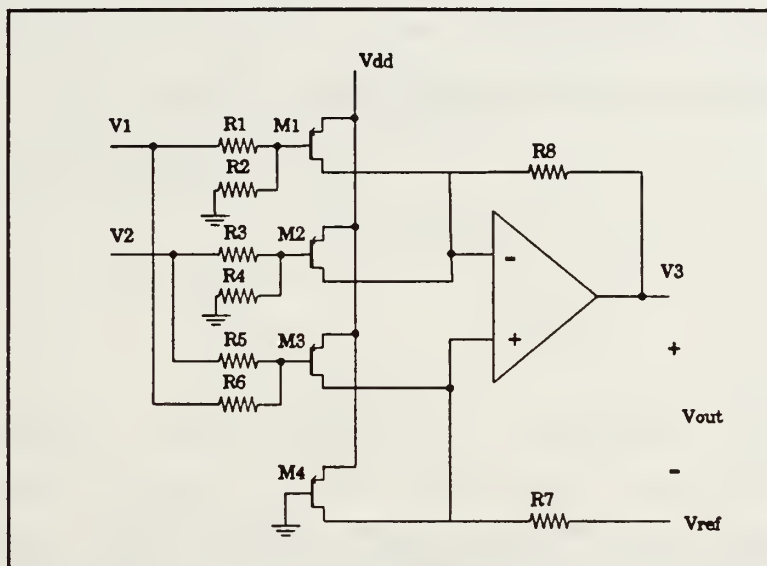 Vdd
V1
R1
M1
R2
R8
V2
R3
M2
R4
-
V3
R5
M3
+
+
R6
Vout
M4
-
R7
Vref